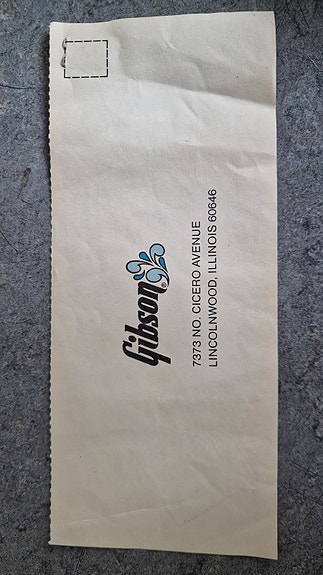 Gibson®
7373 NO. CICERO AVENUE
LINCOLNWOOD, ILLINOIS 60646